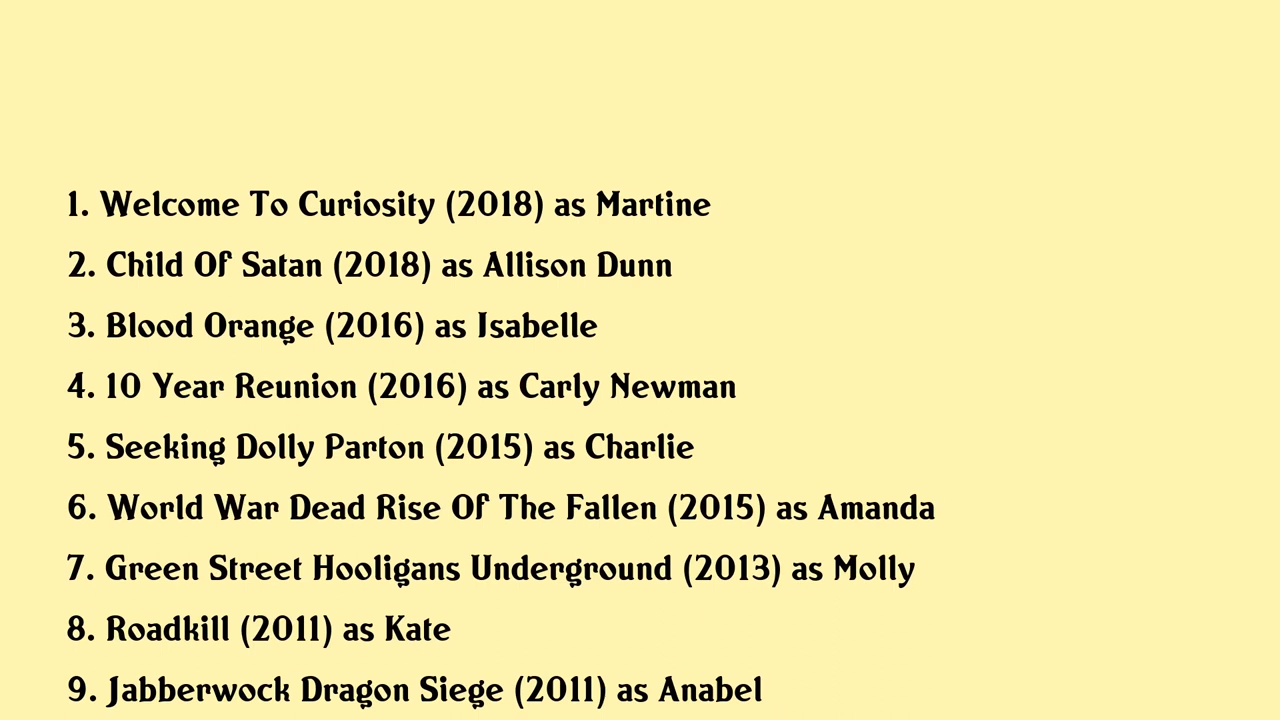 1. Welcome To Curiosity (2018) as Martine
2. Child Of Satan (2018) as Allison Dunn
3. Blood Orange (2016) as Isabelle
4. 10 Year Reunion (2016) as Carly Newman
5. Seeking Dolly Parton (2015) as Charlie
6. World War Dead Rise Of The Fallen (2015) as Amanda
7. Green Street Hooligans Underground (2013) as Molly
8. Roadkill (2011) as Kate
9. Jabberwock Dragon Siege (2011) as Anabel